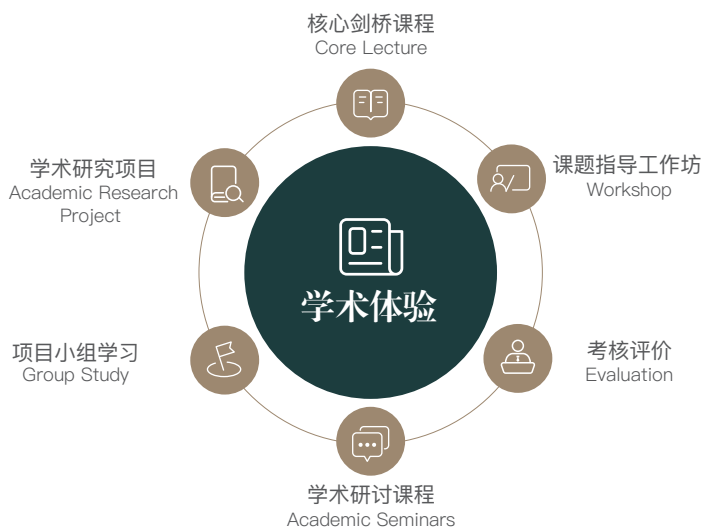 核心剑桥课程
Core Lecture
课题指导工作坊
Workshop
考核评价
Evaluation
学术研讨课程
Academic Seminars
项目小组学习
Group Study
学术研究项目
Academic Research
Project
学术体验